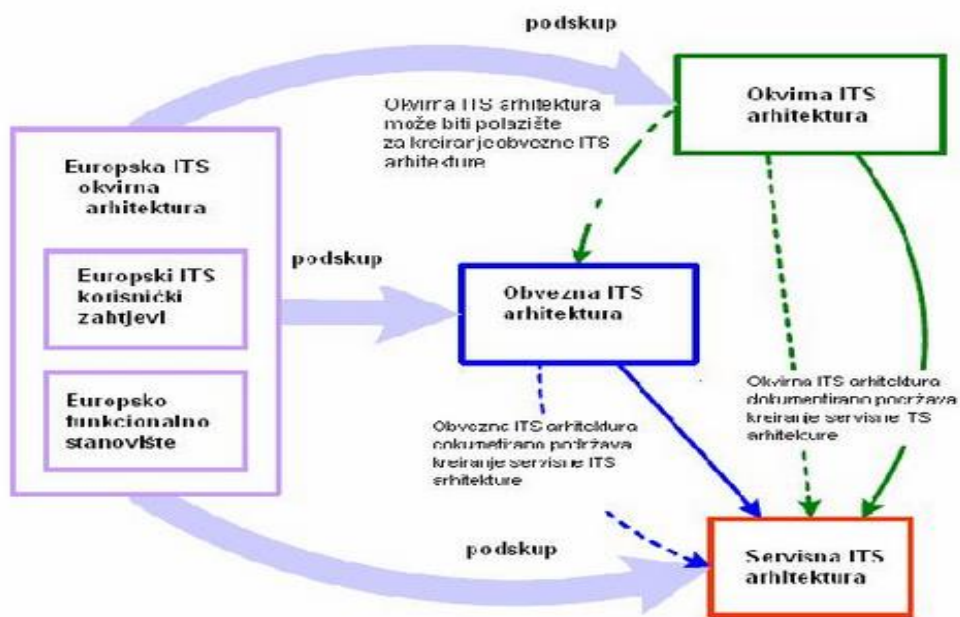 podskup
Okvirna ITS
arhitektura
Okvirna ITS arhitektura
može biti polazište
za kreiranje obvezne ITS
arhitekture
Europska ITS
okvirna
arhitektura
Europski ITS
korisnički
zahtjevi
Europsko
funkcionalno
stanovište
podskup
Obvezna ITS
arhitektura
Okvirna ITS arhitektura
dokumentirano podržava
kreiranje servisne ITS
arhitekture
Obvezna ITS arhitektura
dokumetirano podržava
kreiranje servisne ITS
arhitekture
podskup
Servisna ITS
arhitektura